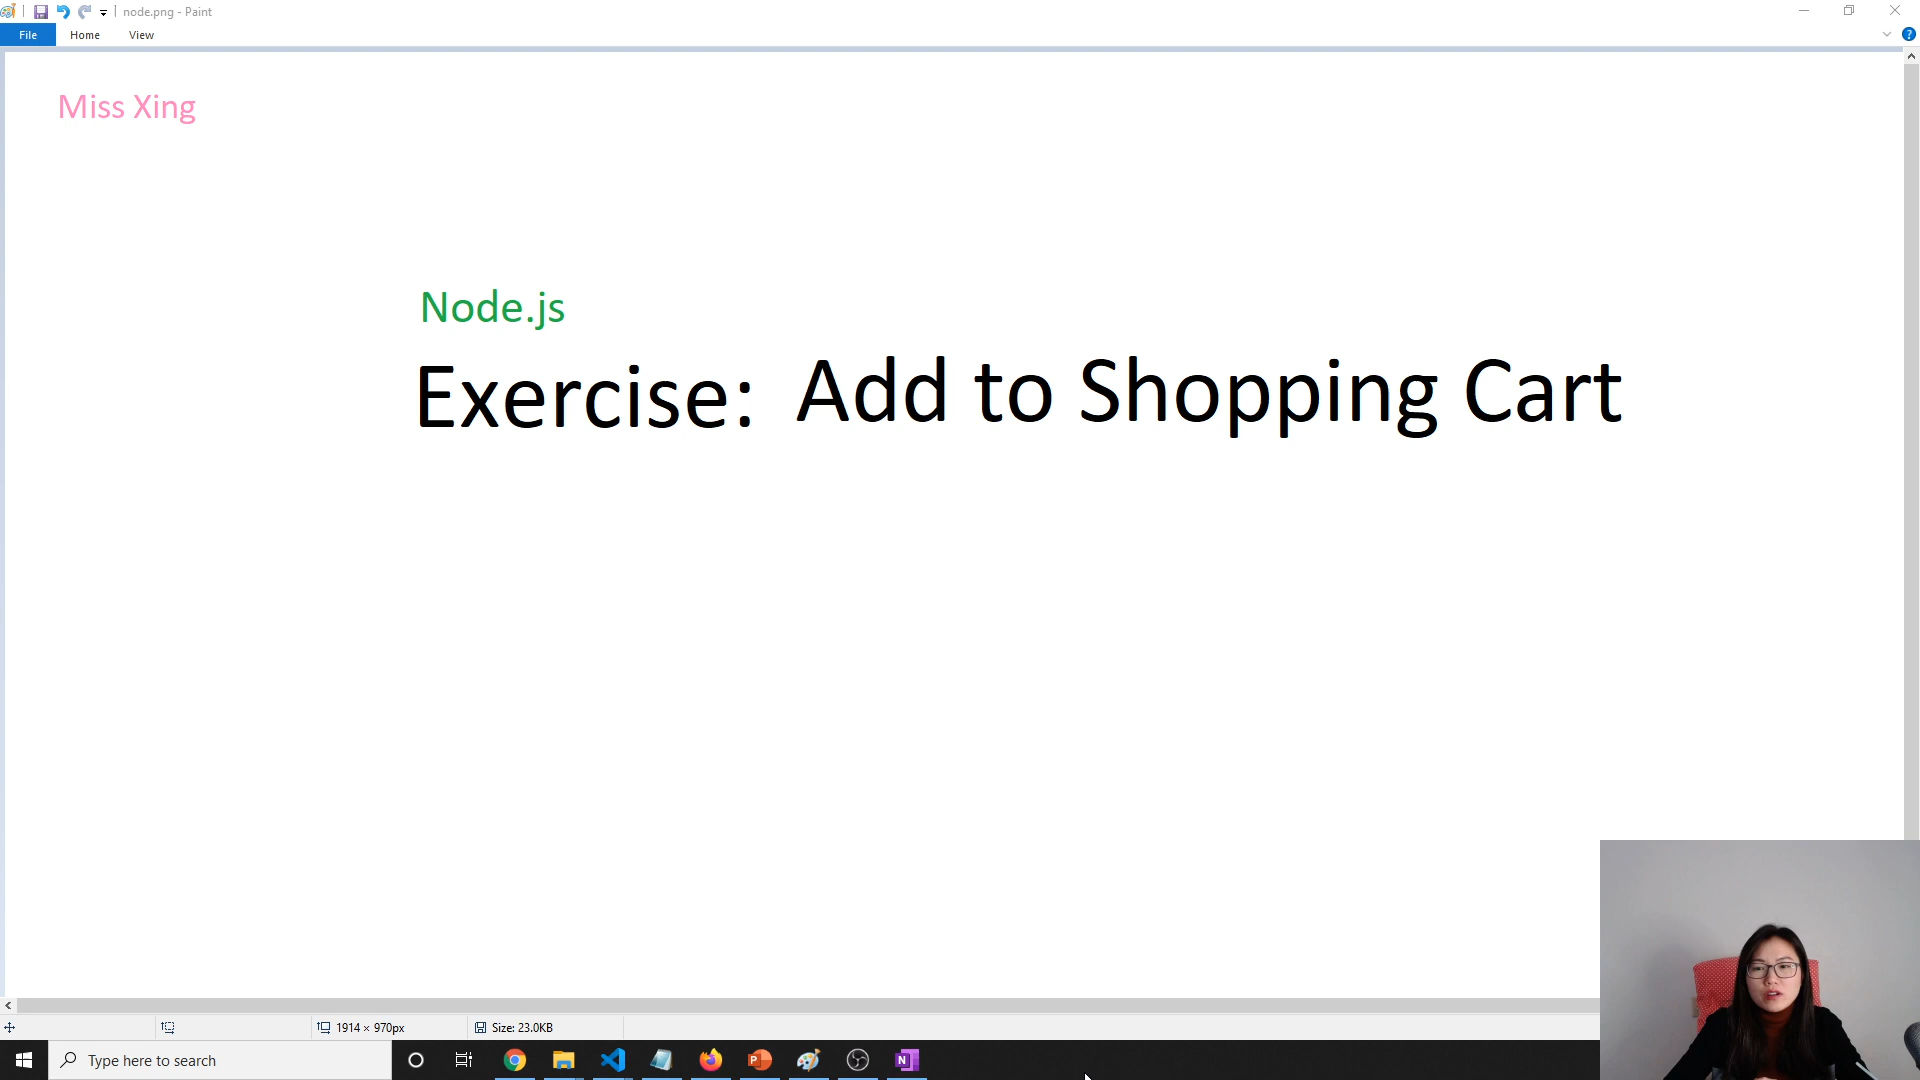 node.png - Paint
File Home View
Miss Xing
Node.js
Exercise: Add to Shopping Cart
1914 × 970px
Size: 23.0KB
Type here to search